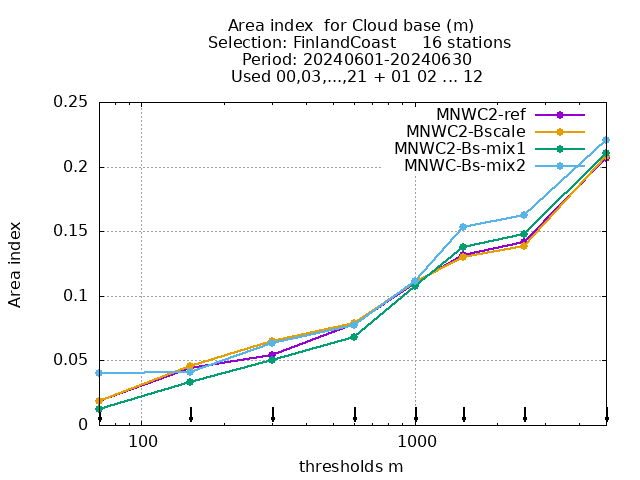 Area index  for Cloud base (m)
Selection: FinlandCoast     16 stations
Period: 20240601-20240630
Used 00,03,...,21 + 01 02 ... 12
MNWC2-ref
MNWC2-Bscale
MNWC2-Bs-mix1
MNWC-Bs-mix2
Area index
0.25
0.2
0.15
0.1
0.05
0
100
1000
thresholds m